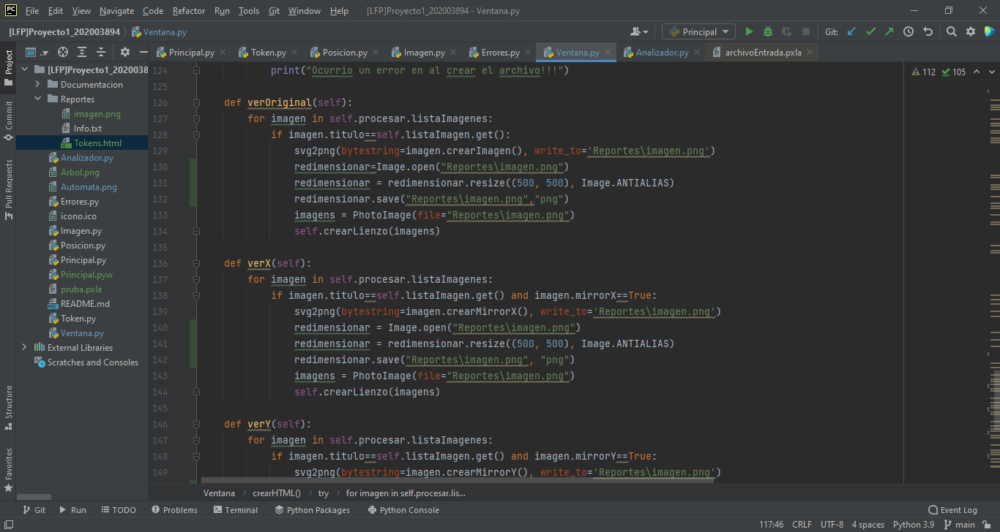 File Edit View Navigate Code Refactor Run Tools Git Window Help [LFP]Proyecto1_202003894 - Ventana.py
[LFP]Proyecto1_202003894 Ventana.py Principal Git:
Principal.py Token.py Posicion.py Imagen.py Errores.py Ventana.py Analizador.py archivoEntrada.pxla
Project
Commit
Pull Requests
Structure
Favorites
[LFP]Proyecto1_2020038
Documentacion
Reportes
imagen.png
Info.txt
Tokens.html
Analizador.py
Arbol.png
Automata.png
Errores.py
icono.ico
Imagen.py
Posicion.py
Principal.py
Principal.pyw
pruba.pxla
README.md
Token.py
Ventana.py
External Libraries
Scratches and Consoles
112 105
124 print("Ocurrio un error en al crear el archivo!!!")
125
126 def verOriginal(self):
127 for imagen in self.procesar.listaImagenes:
128 if imagen.titulo==self.listaImagen.get():
129 svg2png(bytestring=imagen.crearImagen(), write_to='Reportes\imagen.png')
130 redimensionar=Image.open("Reportes\imagen.png")
131 redimensionar = redimensionar.resize((500, 500), Image.ANTIALIAS)
132 redimensionar.save("Reportes\imagen.png","png")
133 imagens = PhotoImage(file="Reportes\imagen.png")
134 self.crearLienzo(imagens)
135
136 def verX(self):
137 for imagen in self.procesar.listaImagenes:
138 if imagen.titulo==self.listaImagen.get() and imagen.mirrorX==True:
139 svg2png(bytestring=imagen.crearMirrorX(), write_to='Reportes\imagen.png')
140 redimensionar = Image.open("Reportes\imagen.png")
141 redimensionar = redimensionar.resize((500, 500), Image.ANTIALIAS)
142 redimensionar.save("Reportes\imagen.png", "png")
143 imagens = PhotoImage(file="Reportes\imagen.png")
144 self.crearLienzo(imagens)
145
146 def verY(self):
147 for imagen in self.procesar.listaImagenes:
148 if imagen.titulo==self.listaImagen.get() and imagen.mirrorY==True:
149 svg2png(bytestring=imagen.crearMirrorY(), write_to='Reportes\imagen.png')
Ventana crearHTML() try for imagen in self.procesar.lis...
Git Run TODO Problems Terminal Python Packages Python Console Event Log
117:46 CRLF UTF-8 4 spaces Python 3.9 main